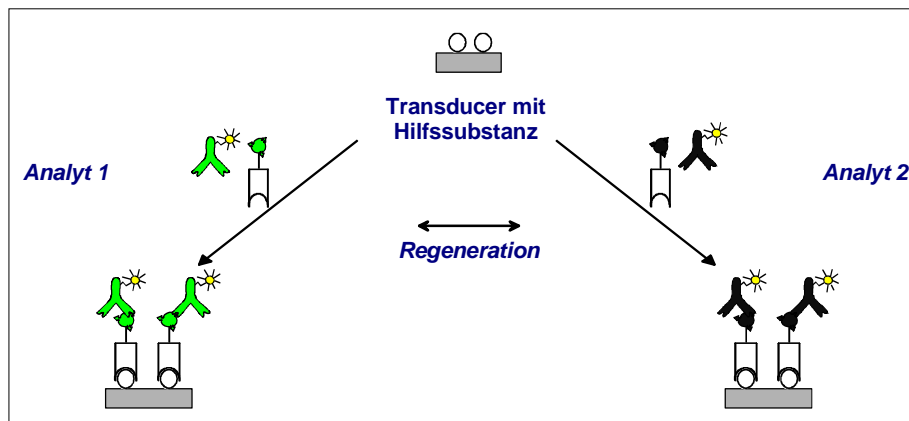 Transducer mit
Hilfssubstanz
Analyt 1
Analyt 2
Regeneration